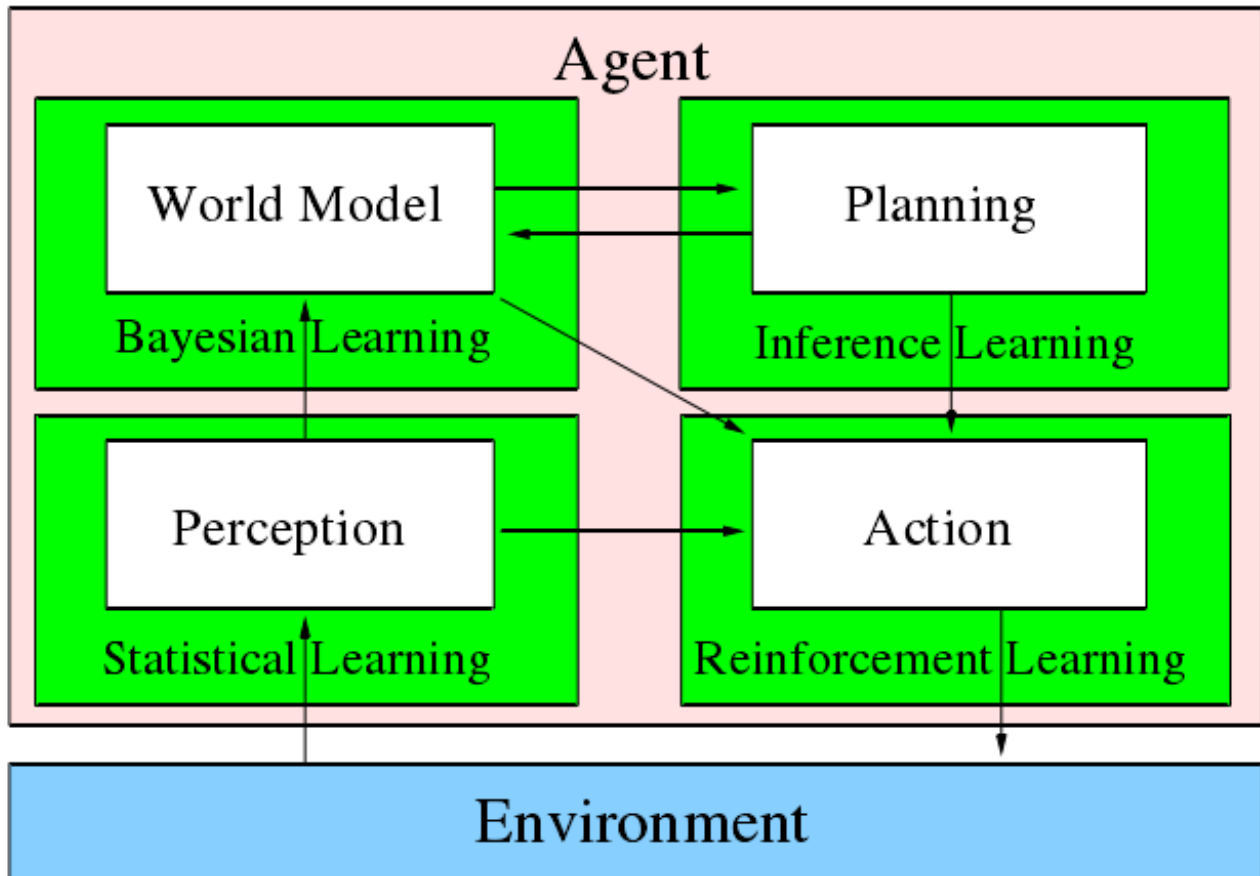 Agent
World Model
Planning
Bayesian Learning
Inference Learning
Perception
Action
Statistical Learning
Reinforcement Learning
Environment